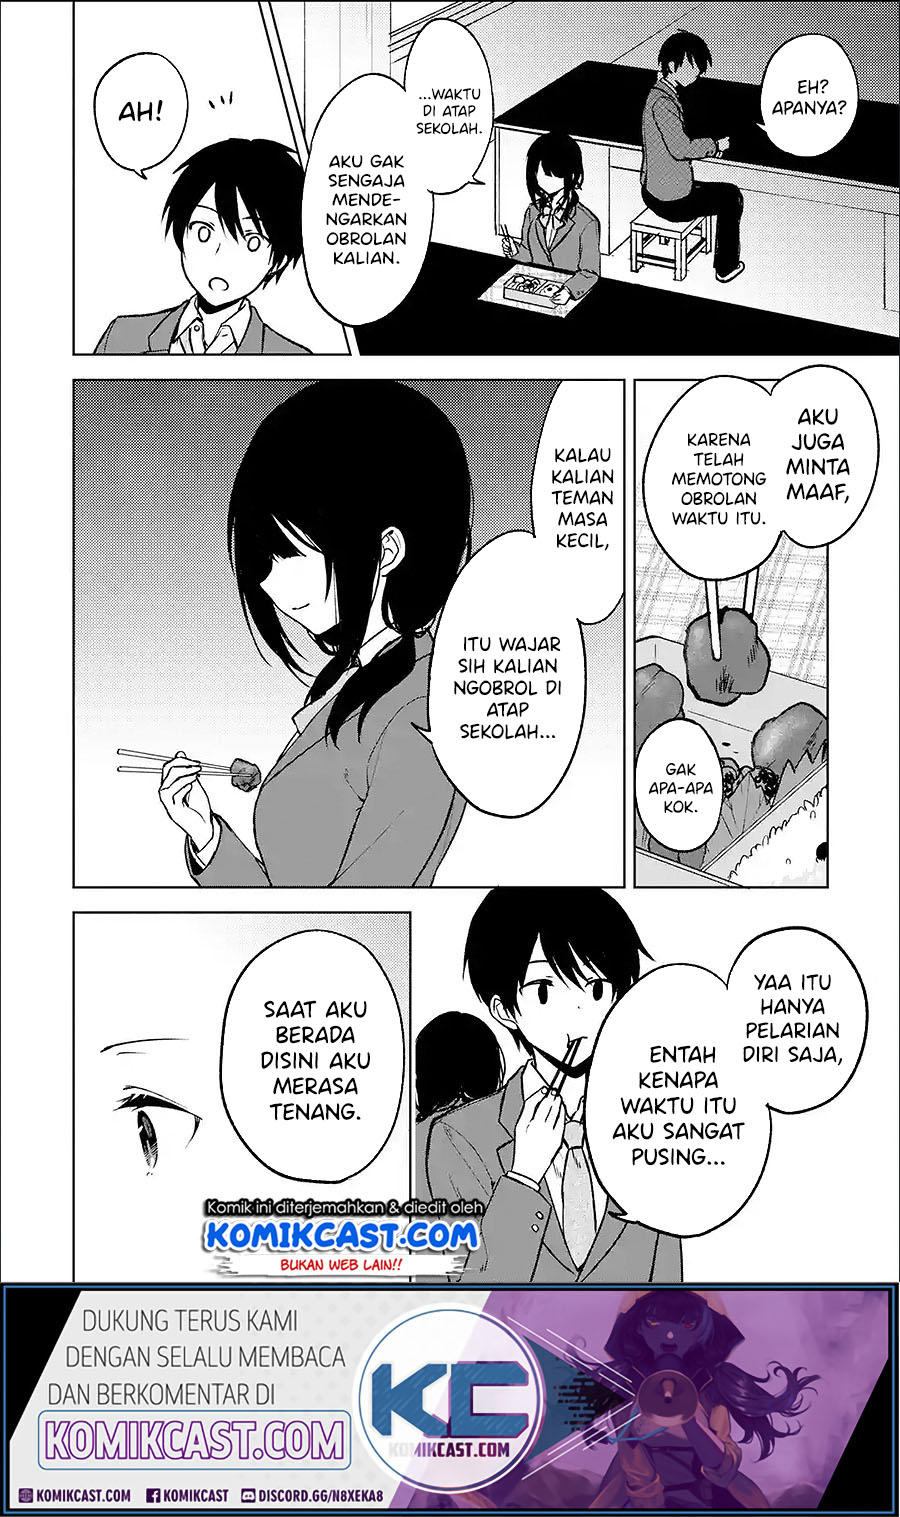 EH?
APANYA?
...WAKTU
DI ATAP
SEKOLAH.
AKU GAK
SENGAJA
MENDE-
NGARKAN
OBROLAN
KALIAN.
AH!
AKU
JUGA
MINTA
MAAF,
KARENA
TELAH
MEMOTONG
OBROLAN
WAKTU ITU.
GAK
APA-APA
KOK.
KALAU
KALIAN
TEMAN
MASA
KECIL,
ITU WAJAR
SIH KALIAN
NGOBROL DI
ATAP
SEKOLAH...
YAA ITU
HANYA
PELARIAN
DIRI SAJA,
ENTAH
KENAPA
WAKTU ITU
AKU SANGAT
PUSING...
SAAT AKU
BERADA
DISINI AKU
MERASA
TENANG.
Komik ini diterjemahkan & diedit oleh
KOMIKCAST.COM
BUKAN WEB LAIN!!
DUKUNG TERUS KAMI
DENGAN SELALU MEMBACA
DAN BERKOMENTAR DI
KOMIKCAST.COM
KOMIKCAST.COM KOMIKCAST DISCORD.GG/N8XEKA8
KC
KOMIKCAST.COM